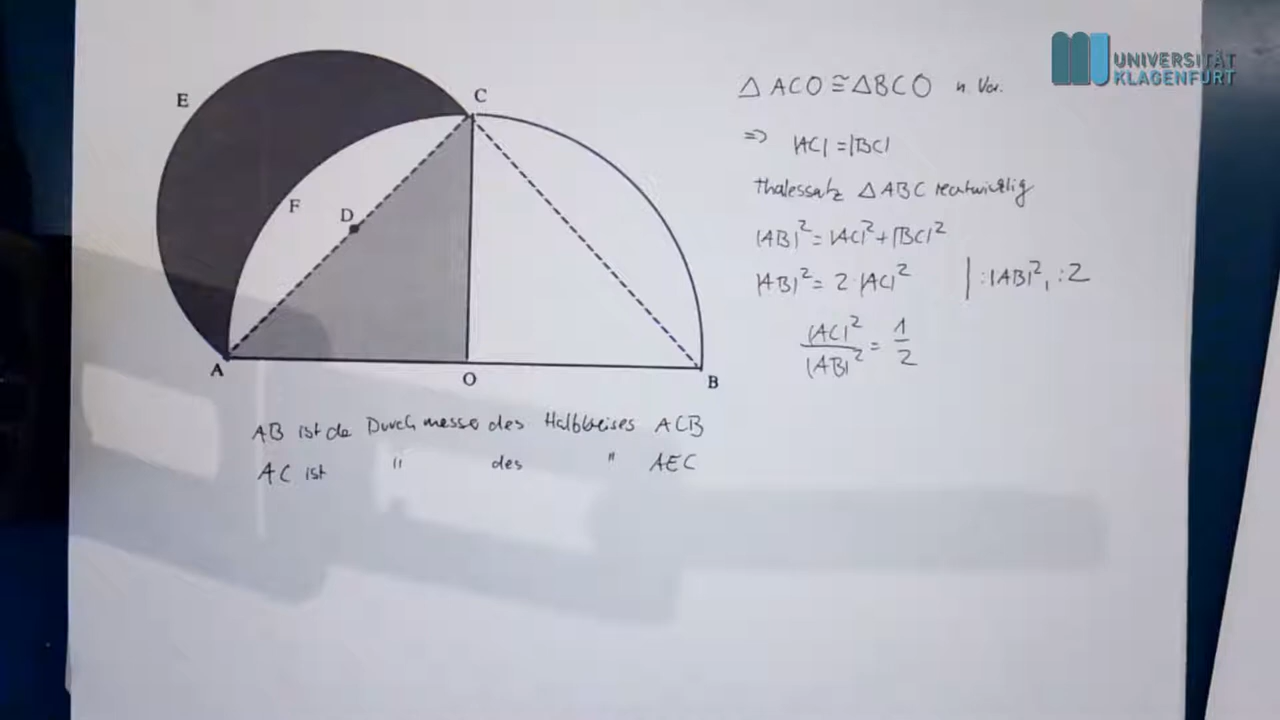 UNIVERSITÄT
KLAGENFURT
E
C
F
D
A
O
B
△ ACO ≅ △BCO n. Vor.
=> |AC| = |BC|
Thalessatz △ ABC rechtwinklig
|AB|² = |AC|² + |BC|²
|AB|² = 2·|AC|² | :|AB|², :2
|AC|² / |AB|² = 1/2
AB ist der Durchmesser des Halbkreises ACB
AC ist " des " AEC